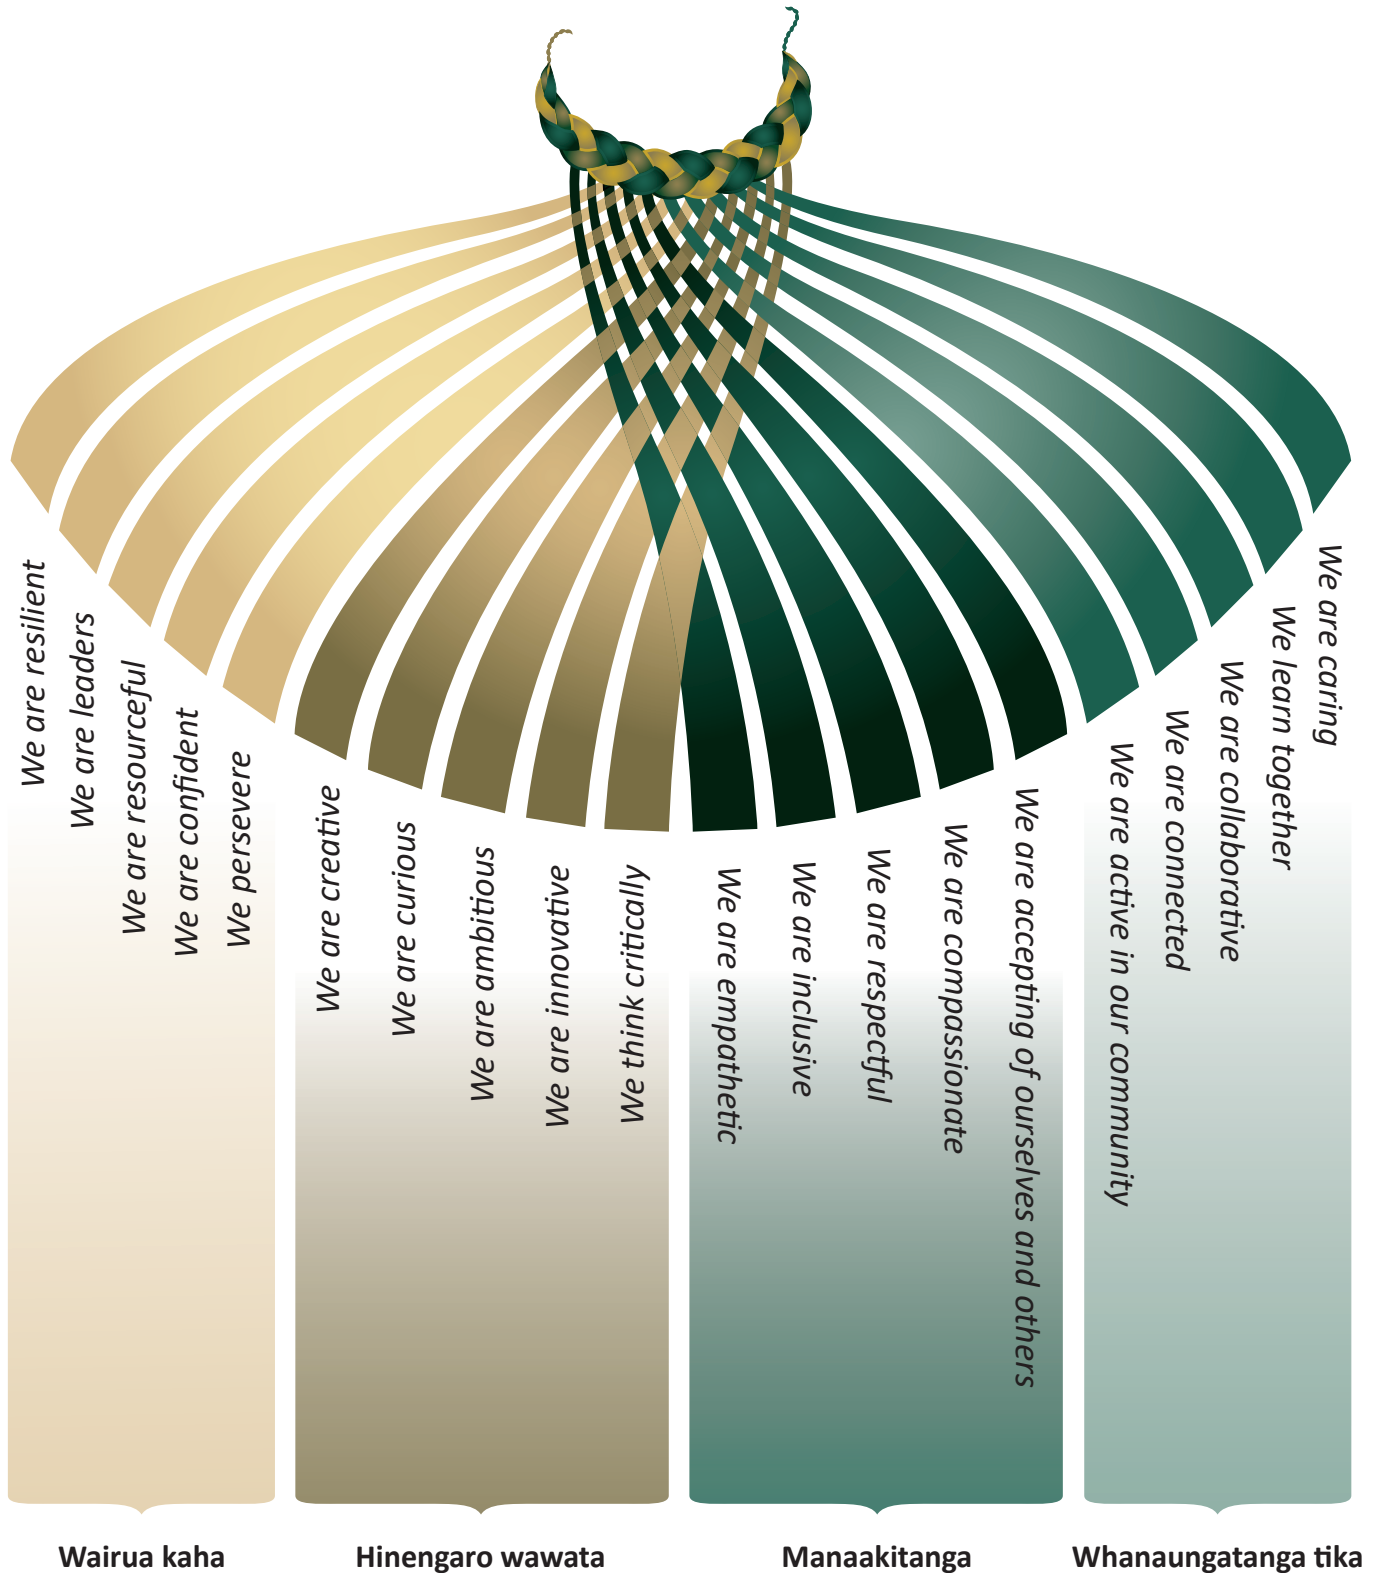 We are resilient
We are leaders
We are resourceful
We are confident
We persevere
We are creative
We are curious
We are ambitious
We are innovative
We think critically
We are empathetic
We are inclusive
We are respectful
We are compassionate
We are accepting of ourselves and others
We are active in our community
We are connected
We are collaborative
We learn together
We are caring
Wairua kaha
Hinengaro wawata
Manaakitanga
Whanaungatanga tika